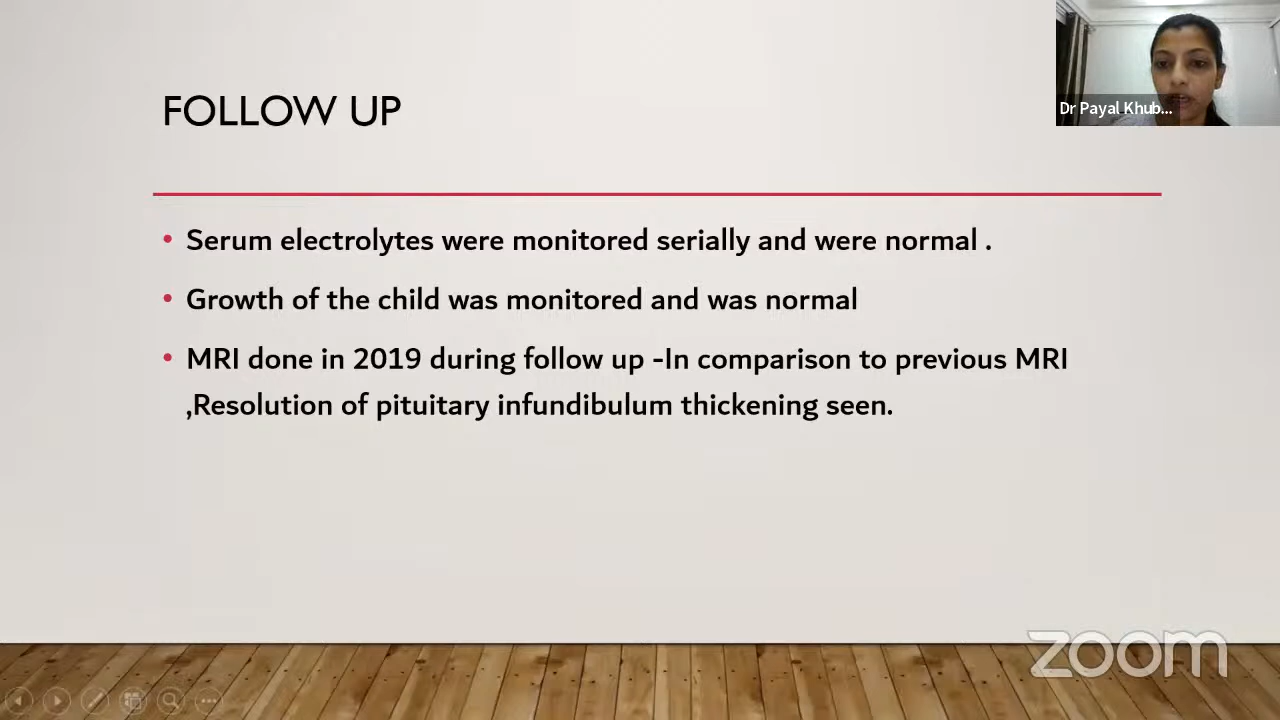 FOLLOW UP
Dr Payal Khub...
• Serum electrolytes were monitored serially and were normal .
• Growth of the child was monitored and was normal
• MRI done in 2019 during follow up -In comparison to previous MRI
,Resolution of pituitary infundibulum thickening seen.
zoom